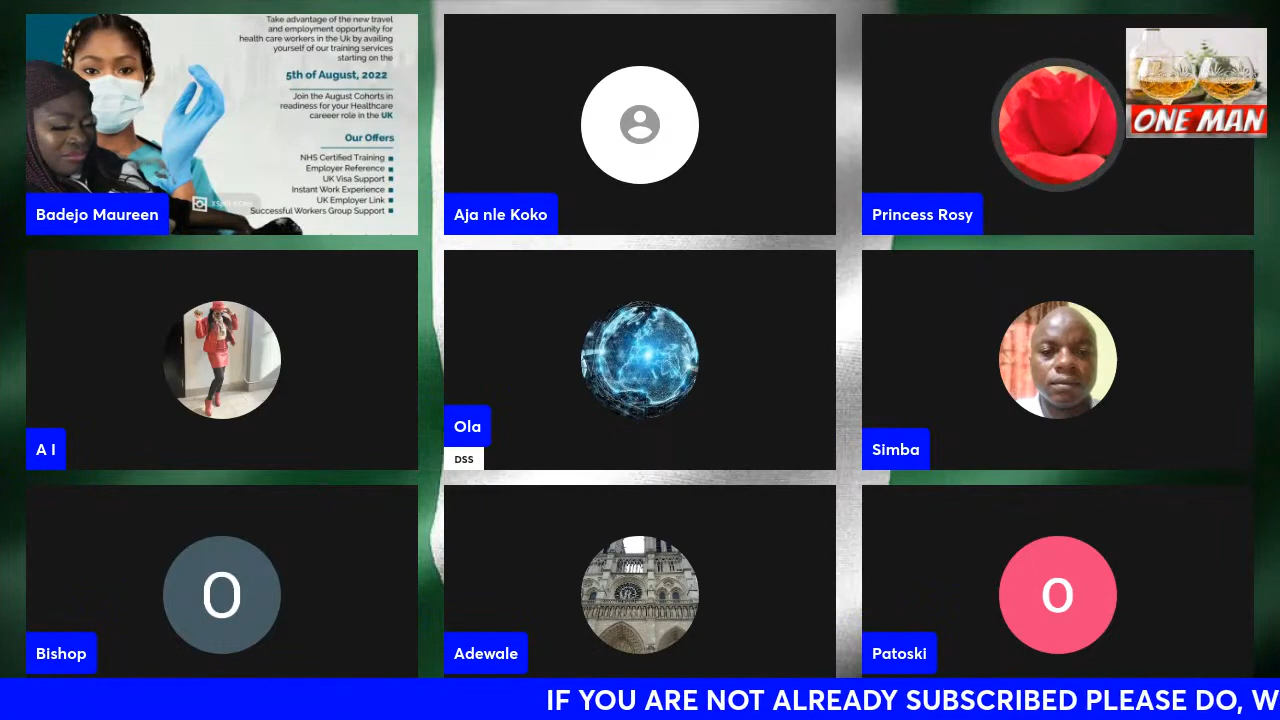 Take advantage of the new travel
and employment opportunity for
health care workers in the Uk by availing
yourself of our training services
starting on the
5th of August, 2022
Join the August Cohorts in
readiness for your Healthcare
careeer role in the UK
Our Offers
NHS Certified Training
Employer Reference
UK Visa Support
Instant Work Experience
UK Employer Link
Successful Workers Group Support
Badejo Maureen
Aja nle Koko
Princess Rosy
ONE MAN
A I
Ola
DSS
Simba
O
Bishop
Adewale
O
Patoski
IF YOU ARE NOT ALREADY SUBSCRIBED PLEASE DO, W